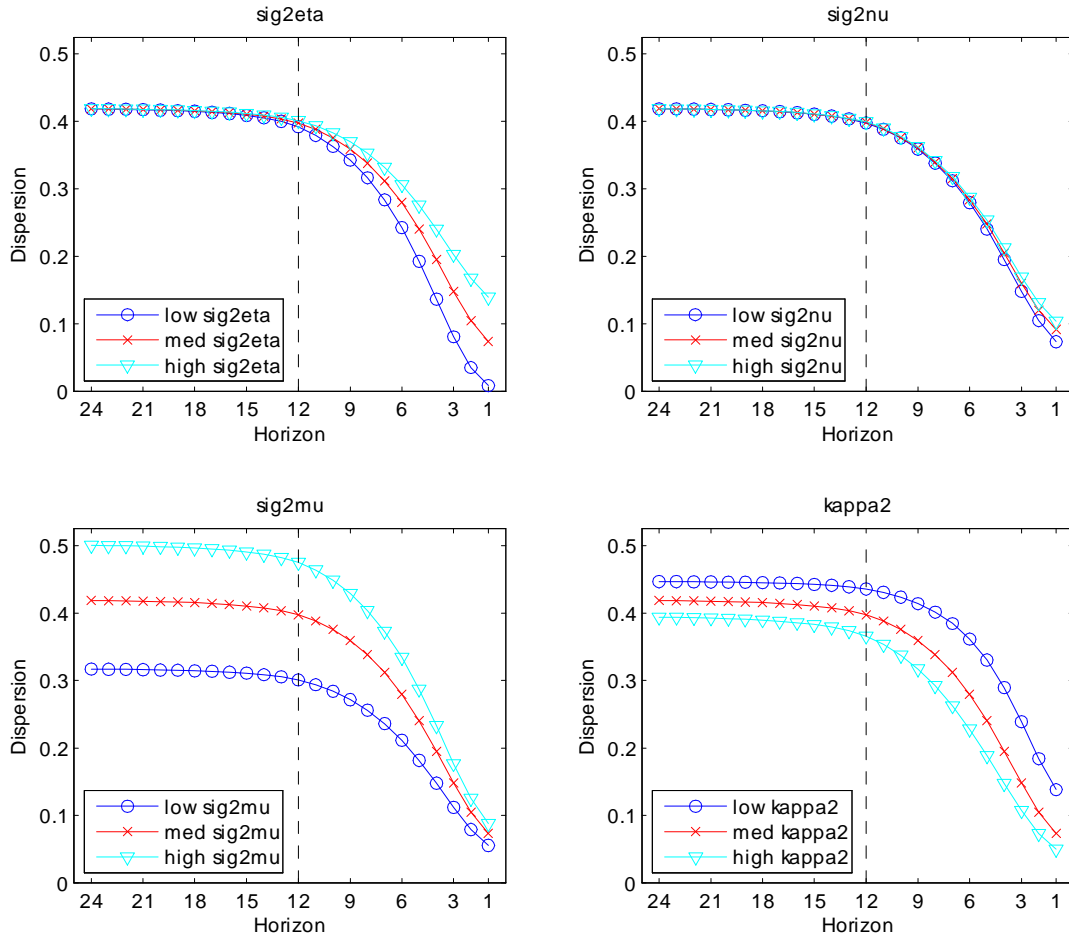 sig2eta
0.5
0.4
0.3
0.2
0.1
0
Dispersion
low sig2eta
med sig2eta
high sig2eta
24 21 18 15 12 9 6 3 1
Horizon
sig2nu
0.5
0.4
0.3
0.2
0.1
0
Dispersion
low sig2nu
med sig2nu
high sig2nu
24 21 18 15 12 9 6 3 1
Horizon
sig2mu
0.5
0.4
0.3
0.2
0.1
0
Dispersion
low sig2mu
med sig2mu
high sig2mu
24 21 18 15 12 9 6 3 1
Horizon
kappa2
0.5
0.4
0.3
0.2
0.1
0
Dispersion
low kappa2
med kappa2
high kappa2
24 21 18 15 12 9 6 3 1
Horizon